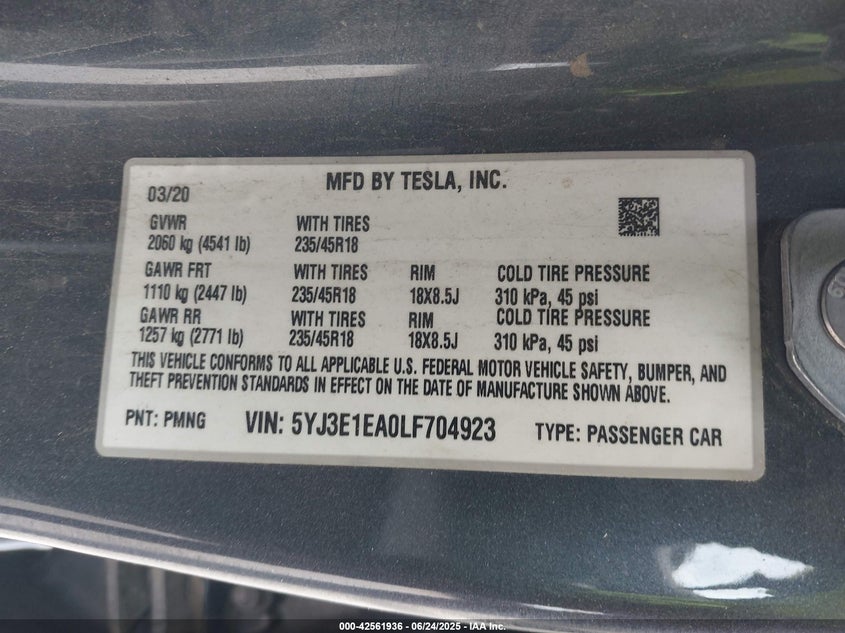 MFD BY TESLA, INC.
03/20
GVWR WITH TIRES
2060 kg (4541 lb) 235/45R18
GAWR FRT WITH TIRES RIM COLD TIRE PRESSURE
1110 kg (2447 lb) 235/45R18 18X8.5J 310 kPa, 45 psi
GAWR RR WITH TIRES RIM COLD TIRE PRESSURE
1257 kg (2771 lb) 235/45R18 18X8.5J 310 kPa, 45 psi
THIS VEHICLE CONFORMS TO ALL APPLICABLE U.S. FEDERAL MOTOR VEHICLE SAFETY, BUMPER, AND
THEFT PREVENTION STANDARDS IN EFFECT ON THE DATE OF MANUFACTURE SHOWN ABOVE.
PNT: PMNG VIN: 5YJ3E1EA0LF704923 TYPE: PASSENGER CAR
000-42561936 - 06/24/2025 - IAA Inc.